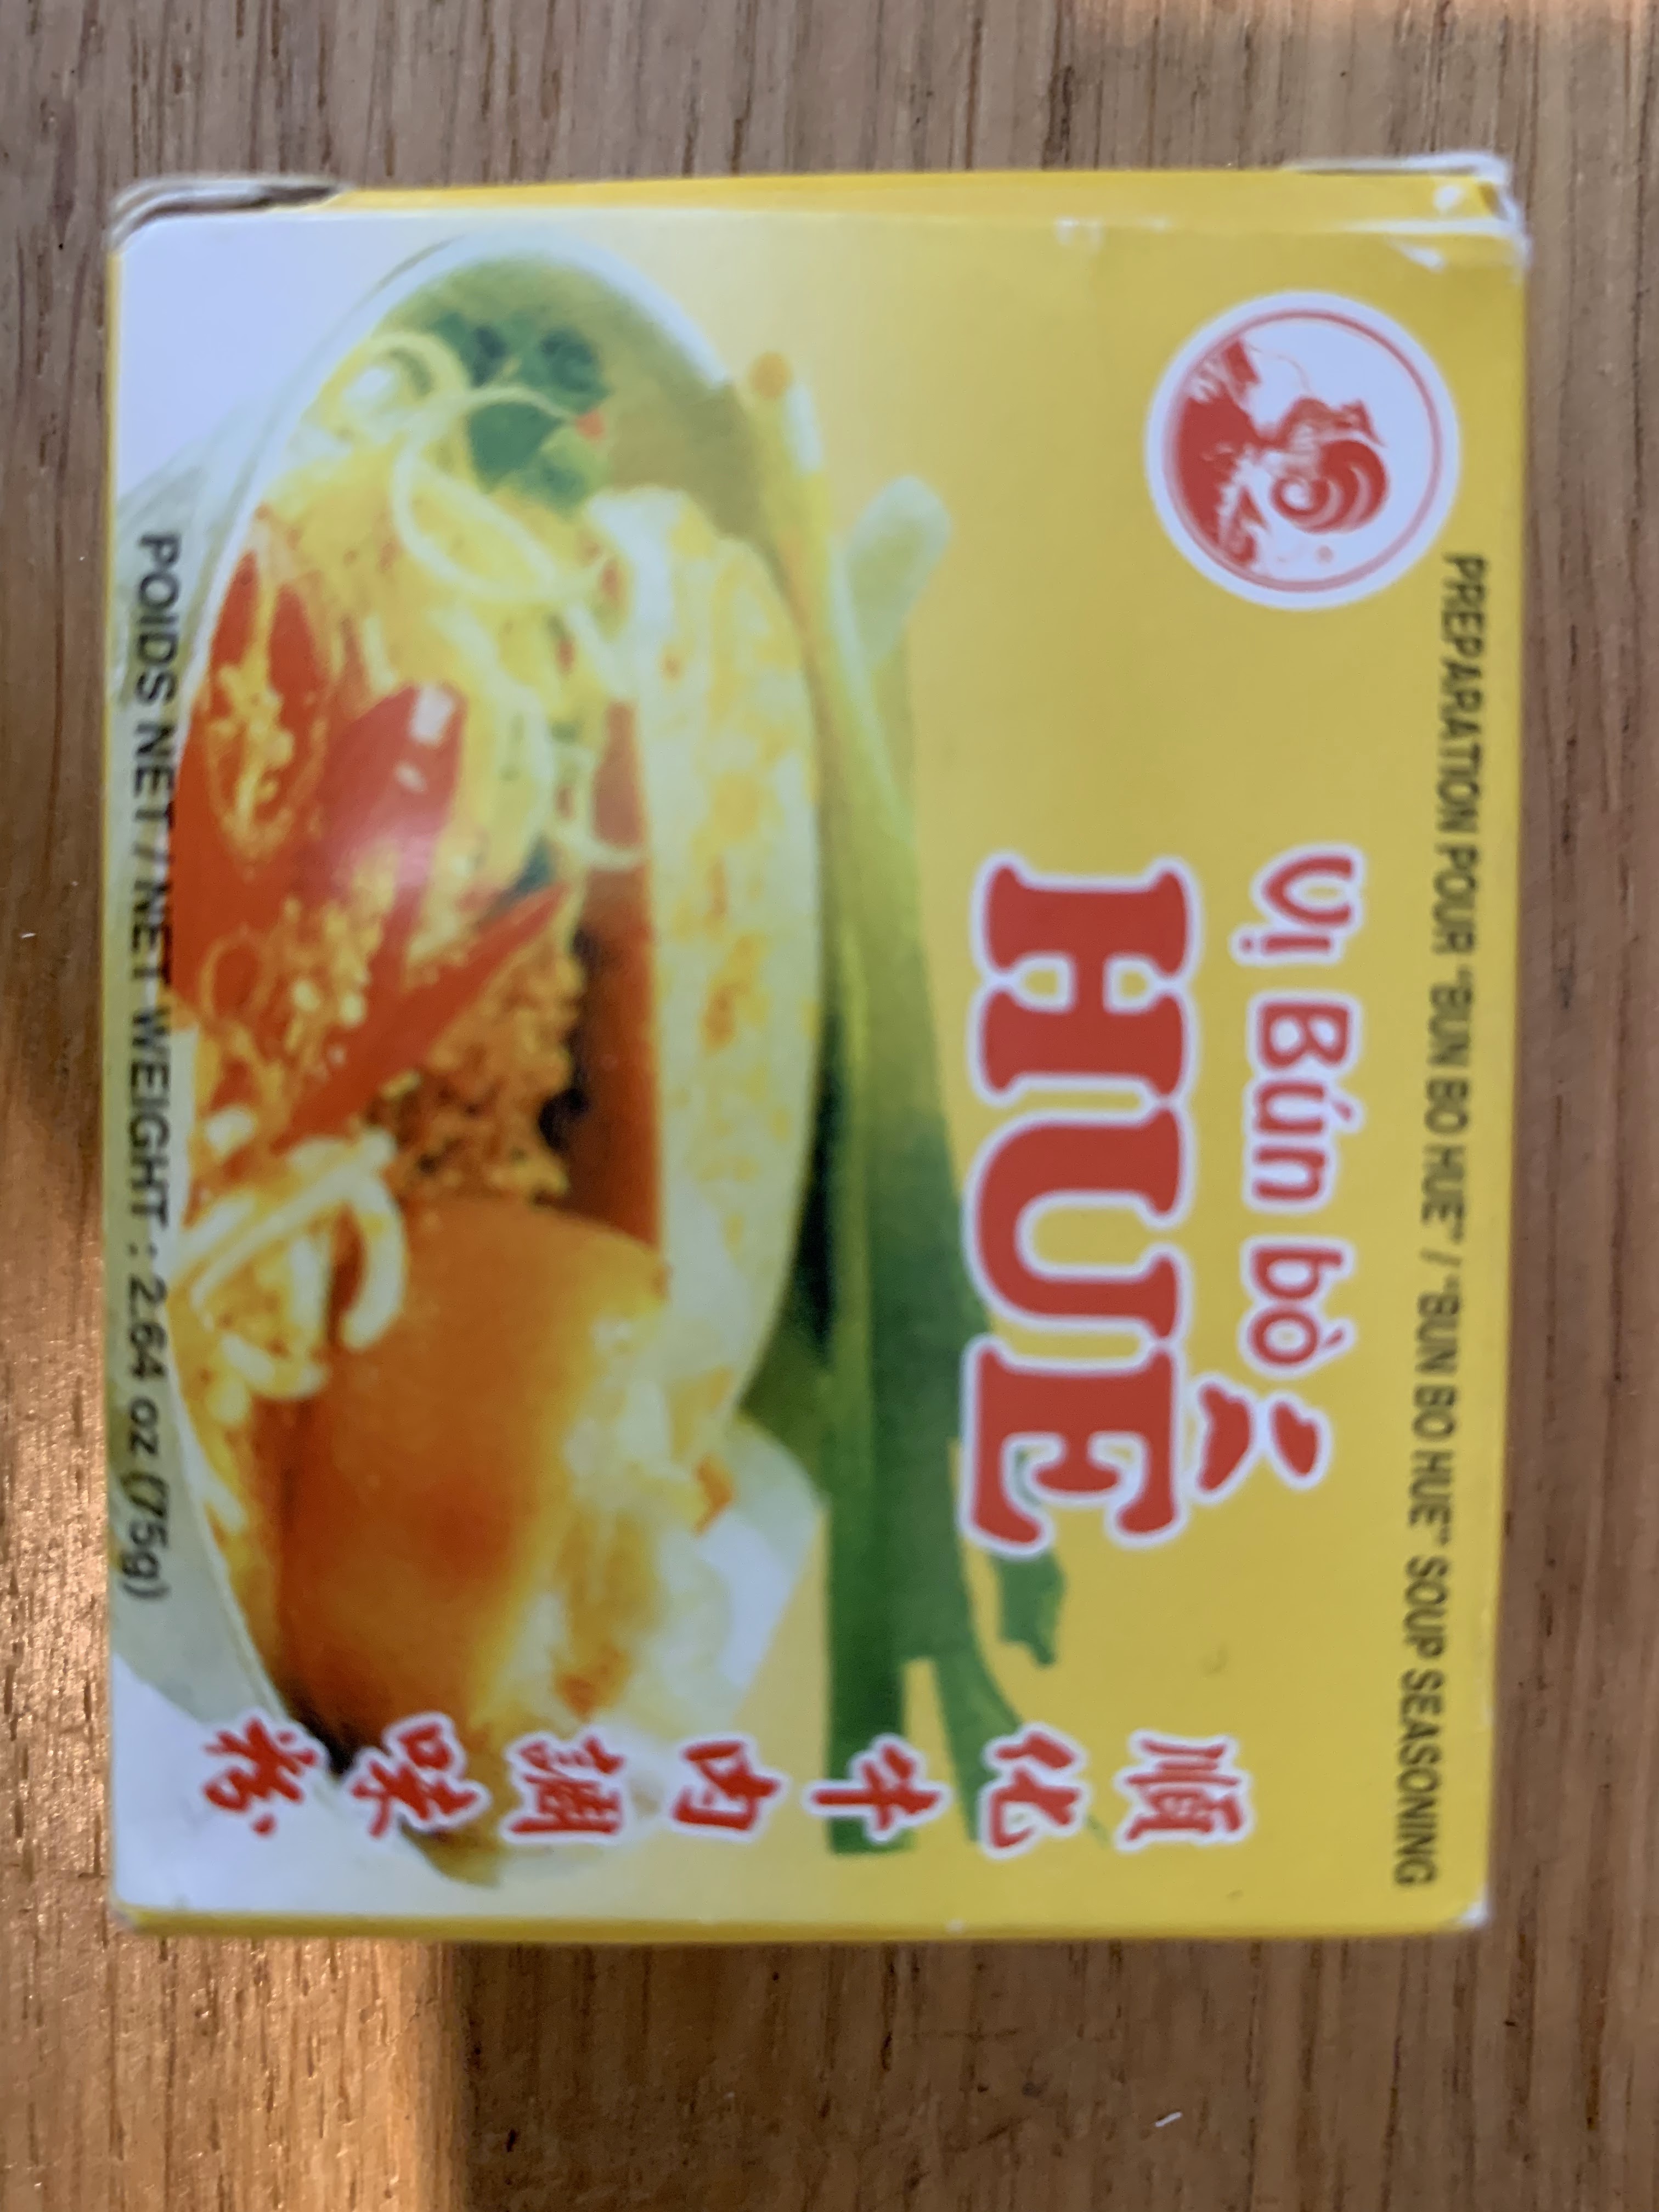 PREPARATION POUR "BUN BO HUE" / "BUN BO HUE" SOUP SEASONING
Vị Bún bò
HUẾ
順化牛肉調味粉
POIDS NET / NET WEIGHT : 2.64 oz (75g)